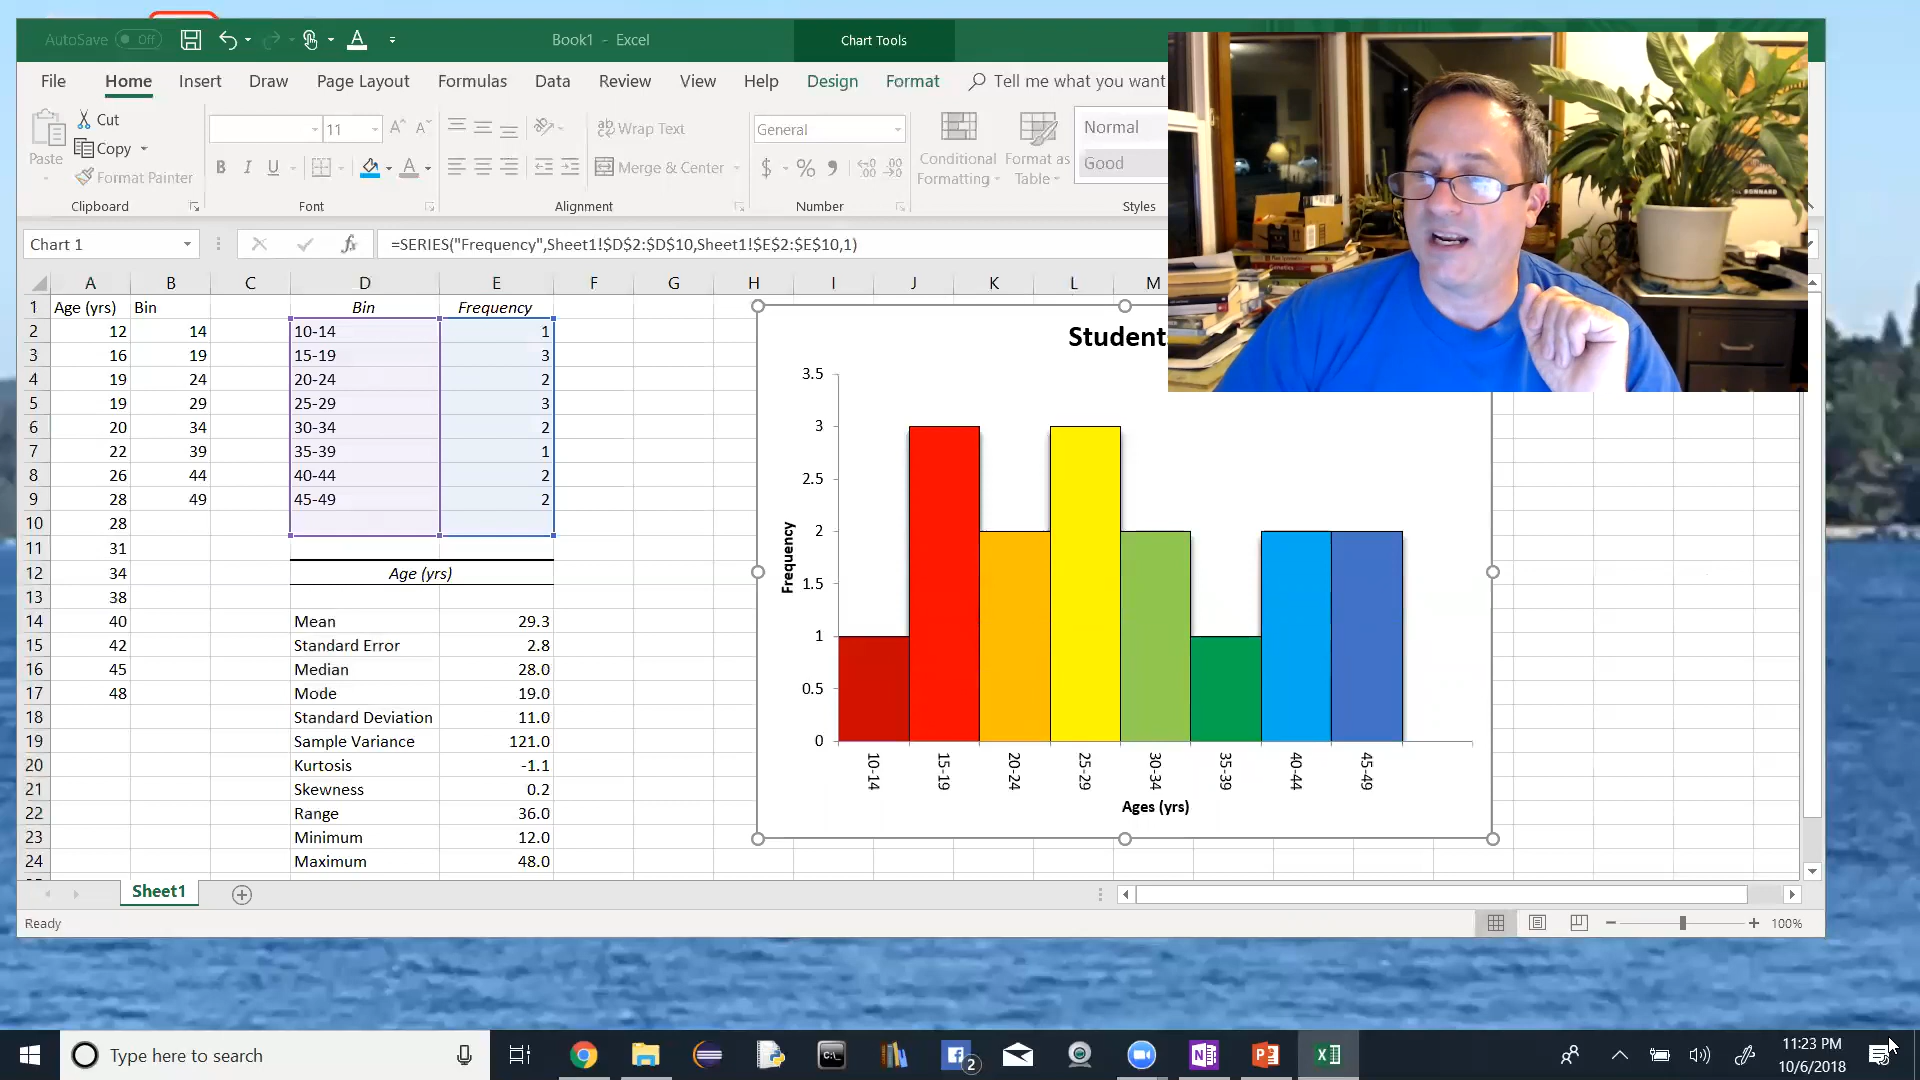 AutoSave Off Book1 - Excel Chart Tools
File Home Insert Draw Page Layout Formulas Data Review View Help Design Format Tell me what you want
Paste Cut Copy Format Painter Clipboard
11 B I U A Font
Wrap Text Merge & Center Alignment
General $ % Number
Conditional Formatting Format as Table Normal Good Styles
Chart 1 fx =SERIES("Frequency",Sheet1!$D$2:$D$10,Sheet1!$E$2:$E$10,1)
A B C D E F G H I J K L M
1 Age (yrs) Bin Bin Frequency
2 12 14 10-14 1
3 16 19 15-19 3
4 19 24 20-24 2
5 19 29 25-29 3
6 20 34 30-34 2
7 22 39 35-39 1
8 26 44 40-44 2
9 28 49 45-49 2
10 28
11 31
12 34 Age (yrs)
13 38
14 40 Mean 29.3
15 42 Standard Error 2.8
16 45 Median 28.0
17 48 Mode 19.0
18 Standard Deviation 11.0
19 Sample Variance 121.0
20 Kurtosis -1.1
21 Skewness 0.2
22 Range 36.0
23 Minimum 12.0
24 Maximum 48.0
Student
3.5
3
2.5
2
1.5
1
0.5
0
Frequency
10-14 15-19 20-24 25-29 30-34 35-39 40-44 45-49
Ages (yrs)
Genetics
BONNARD
Sheet1
Ready 100%
Type here to search 2 11:23 PM
10/6/2018